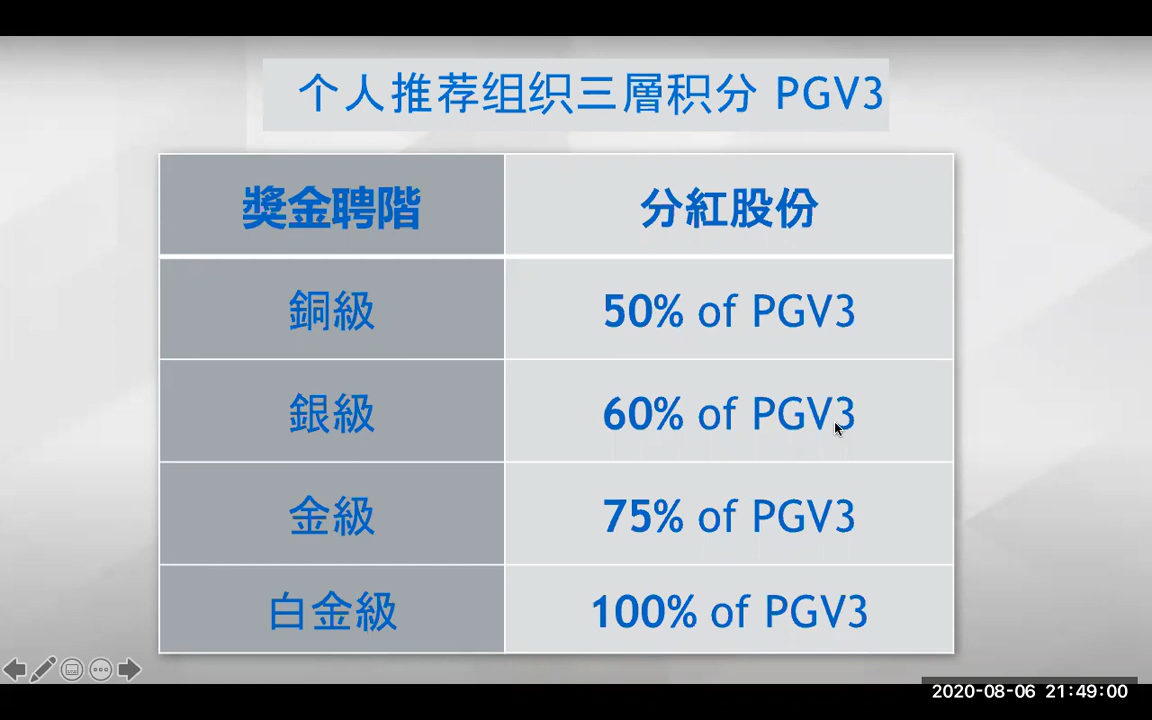 个人推荐组织三層积分 PGV3
獎金聘階 分紅股份
銅級 50% of PGV3
銀級 60% of PGV3
金級 75% of PGV3
白金級 100% of PGV3
2020-08-06 21:49:00